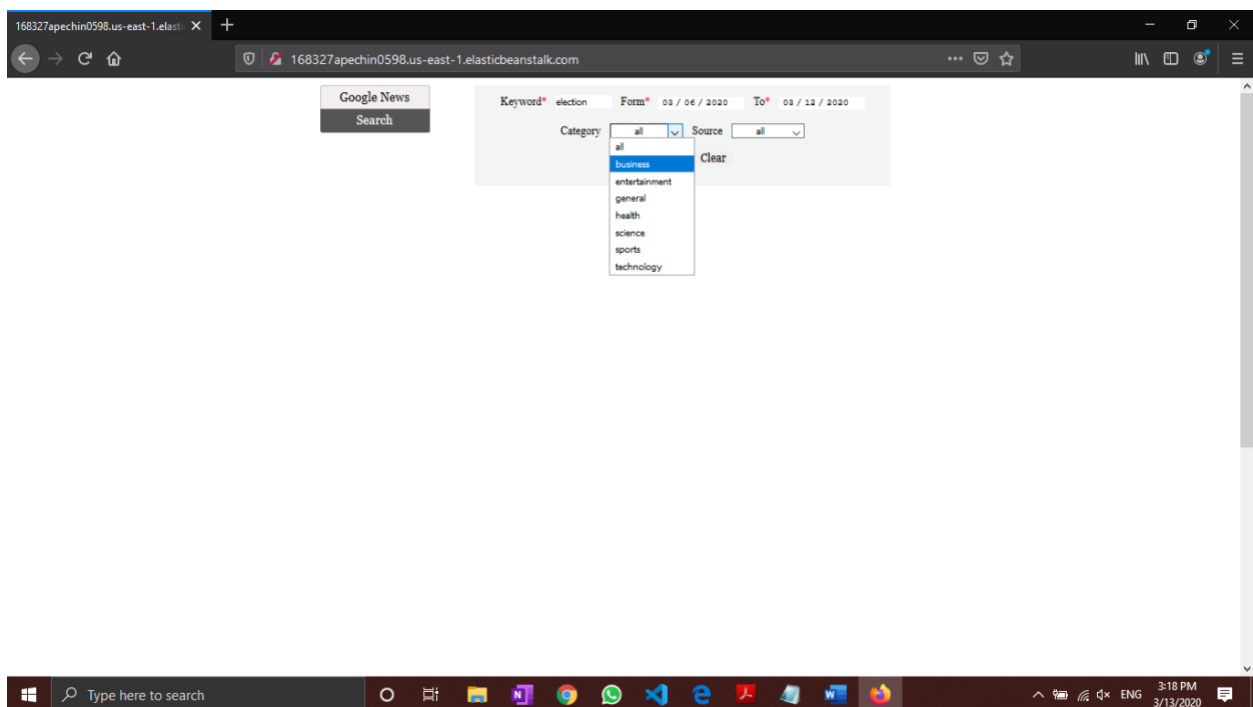 168327apechin0598.us-east-1.elasti
168327apechin0598.us-east-1.elasticbeanstalk.com
Google News
Search
Keyword* election Form* 03 / 06 / 2020 To* 03 / 12 / 2020
Category all Source all
Clear
all
business
entertainment
general
health
science
sports
technology
Type here to search
ENG
3:18 PM
3/13/2020